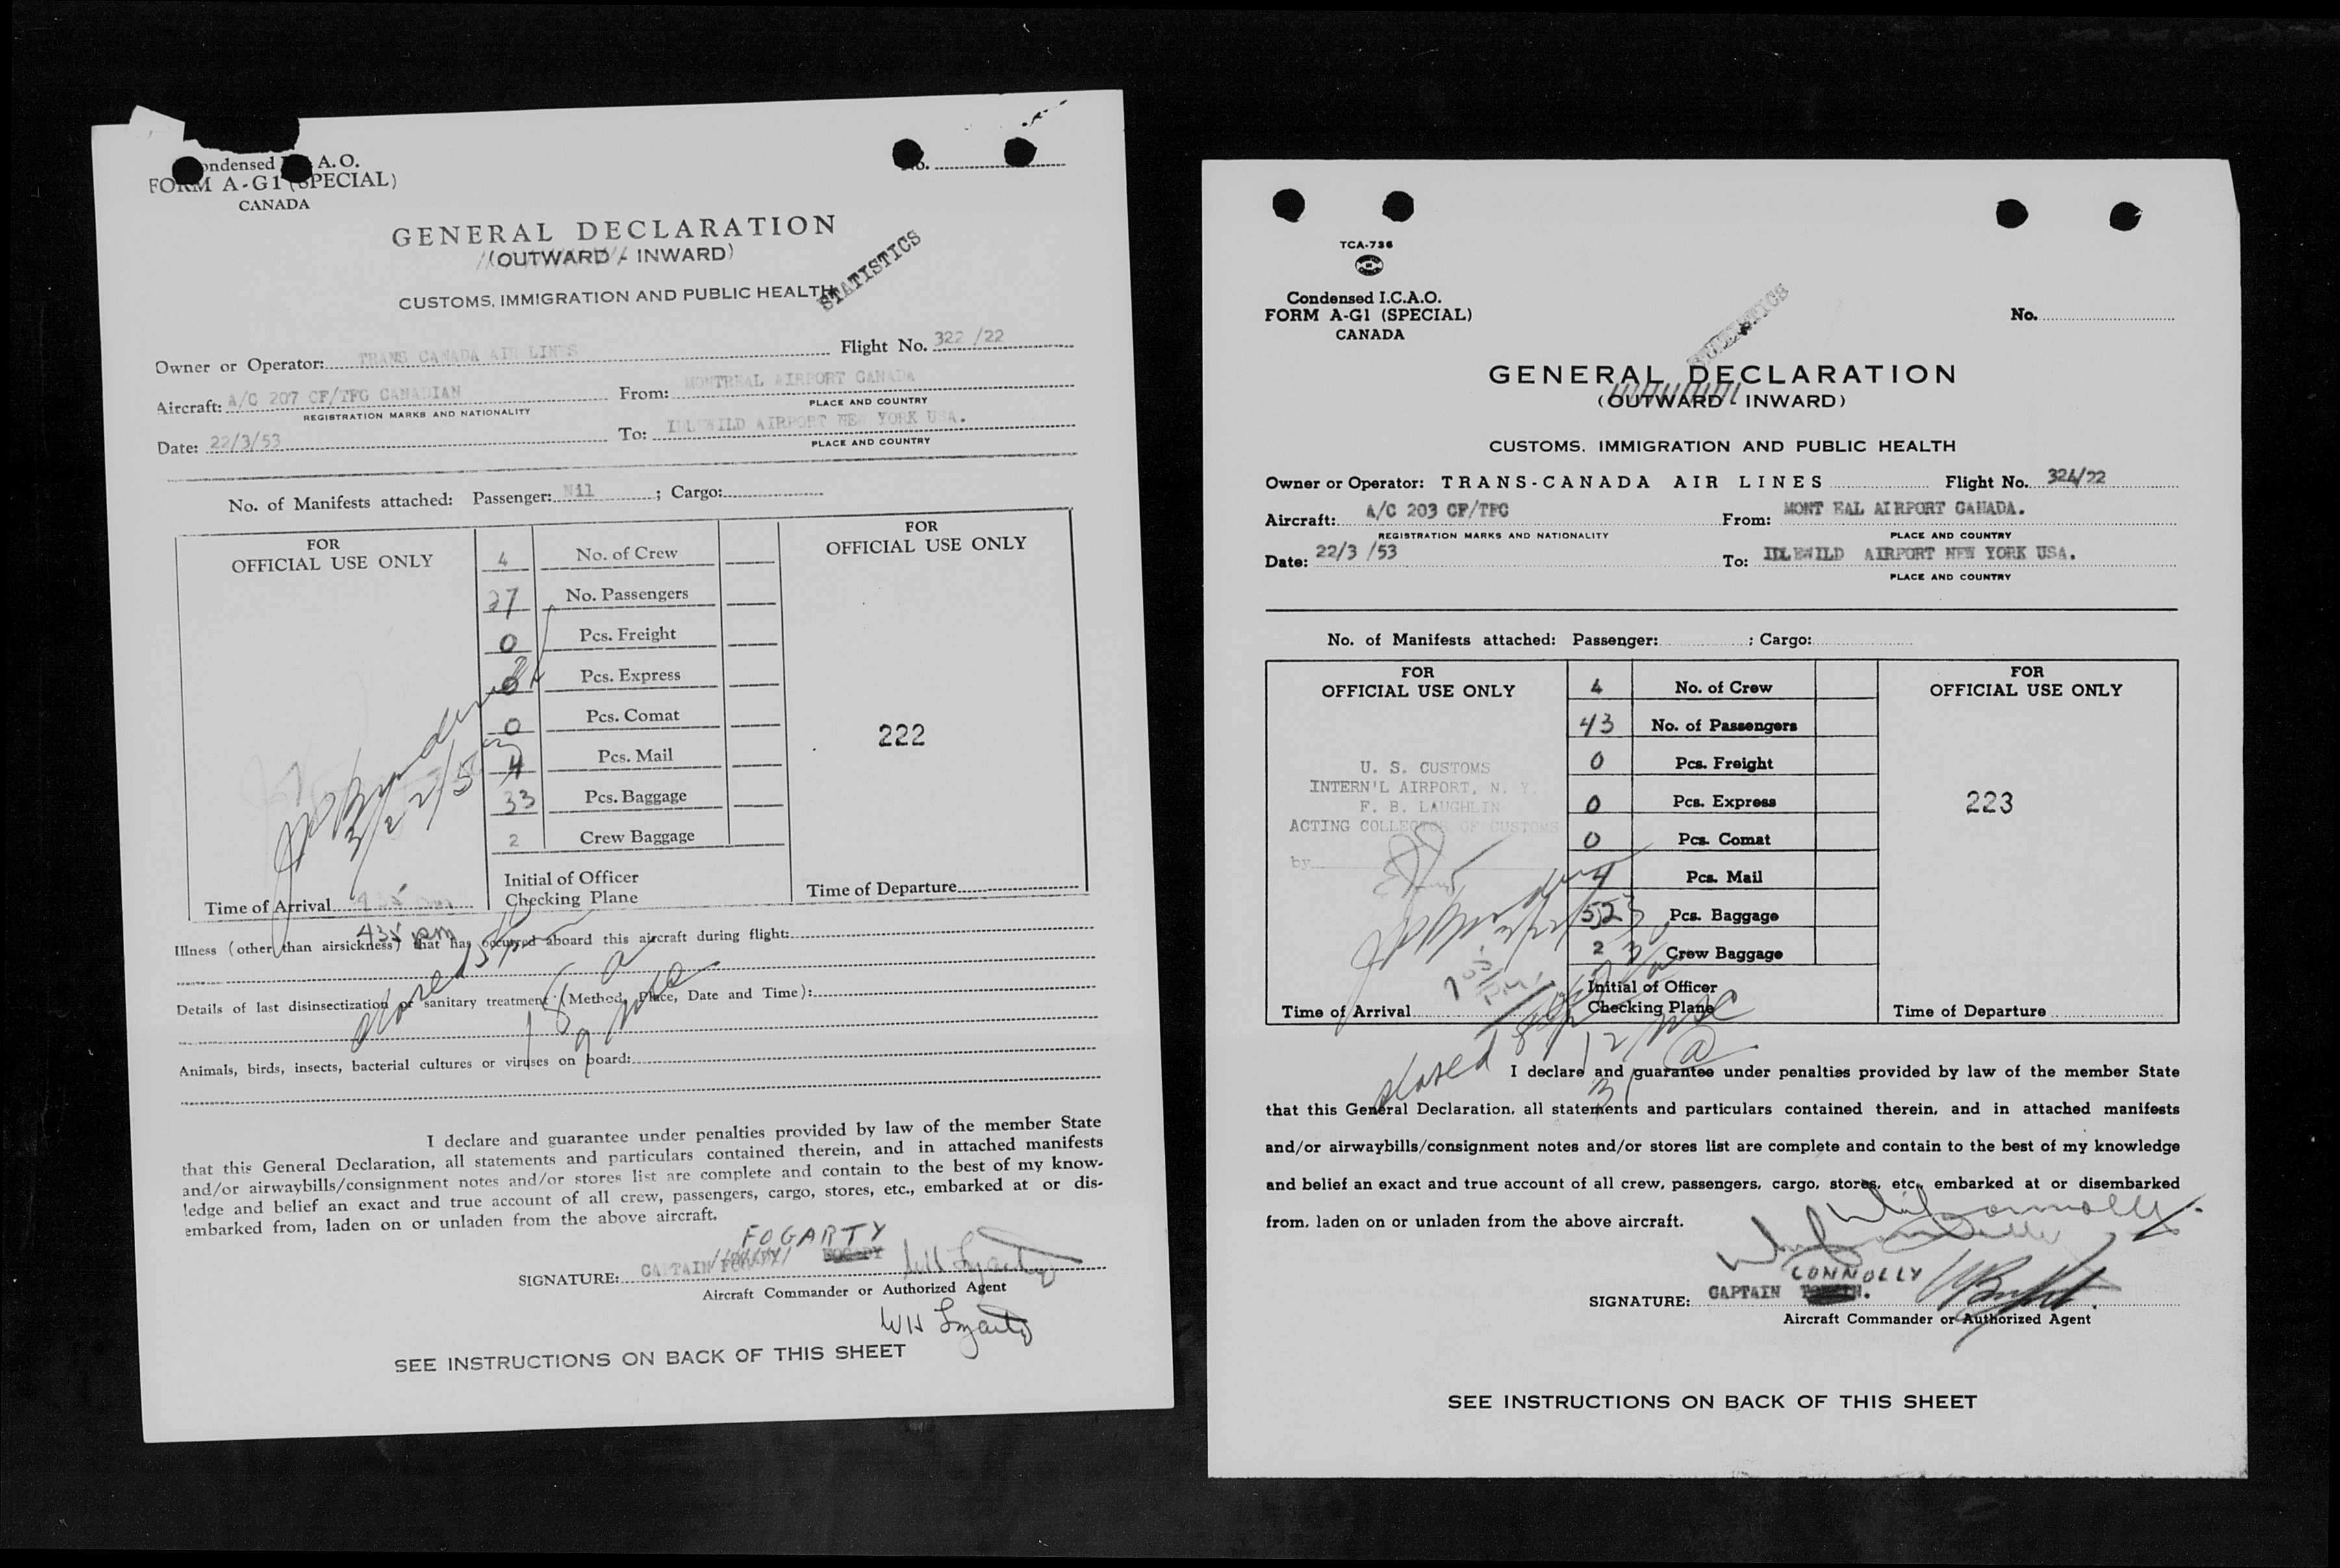 Condensed A. O.
FORM A-G1 (SPECIAL)
CANADA
No.
GENERAL DECLARATION
(OUTWARD - INWARD)
STATISTICS
CUSTOMS, IMMIGRATION AND PUBLIC HEALTH
Owner or Operator: TRANS CANADA AIR LINES Flight No. 322 /22
Aircraft: A/C 207 CF/TFG CANADIAN From: MONTREAL AIRPORT CANADA
REGISTRATION MARKS AND NATIONALITY PLACE AND COUNTRY
Date: 22/3/53 To: IDLEWILD AIRPORT NEW YORK USA.
PLACE AND COUNTRY
No. of Manifests attached: Passenger: Nil ; Cargo:
FOR
OFFICIAL USE ONLY
4 No. of Crew
27 No. Passengers
0 Pcs. Freight
0 Pcs. Express
0 Pcs. Comat
4 Pcs. Mail
33 Pcs. Baggage
2 Crew Baggage
3/22/53
FOR
OFFICIAL USE ONLY
222
Initial of Officer
Checking Plane
Time of Arrival
Time of Departure
435 pm
Illness (other than airsickness) that has occurred aboard this aircraft during flight:
closed
Details of last disinsectization or sanitary treatment (Method, Place, Date and Time):
Animals, birds, insects, bacterial cultures or viruses on board:
I declare and guarantee under penalties provided by law of the member State
that this General Declaration, all statements and particulars contained therein, and in attached manifests
and/or airwaybills/consignment notes and/or stores list are complete and contain to the best of my know-
ledge and belief an exact and true account of all crew, passengers, cargo, stores, etc., embarked at or dis-
embarked from, laden on or unladen from the above aircraft.
FOGARTY
SIGNATURE: CAPTAIN
Aircraft Commander or Authorized Agent
WH Fogarty
SEE INSTRUCTIONS ON BACK OF THIS SHEET
TCA-736
Condensed I.C.A.O.
FORM A-G1 (SPECIAL)
CANADA
No.
STATISTICS
GENERAL DECLARATION
(OUTWARD - INWARD)
CUSTOMS, IMMIGRATION AND PUBLIC HEALTH
Owner or Operator: TRANS-CANADA AIR LINES Flight No. 324/22
Aircraft: A/C 203 CF/TFC From: MONT EAL AIRPORT CANADA.
REGISTRATION MARKS AND NATIONALITY PLACE AND COUNTRY
Date: 22/3 /53 To: IDLEWILD AIRPORT NEW YORK USA.
PLACE AND COUNTRY
No. of Manifests attached: Passenger: ; Cargo:
FOR
OFFICIAL USE ONLY
U. S. CUSTOMS
INTERN'L AIRPORT, N. Y.
F. B. LAUGHLIN
ACTING COLLECTOR OF CUSTOMS
by
4 No. of Crew
43 No. of Passengers
0 Pcs. Freight
0 Pcs. Express
0 Pcs. Comat
4 Pcs. Mail
52 Pcs. Baggage
2 Crew Baggage
FOR
OFFICIAL USE ONLY
223
Initial of Officer
Checking Plane
Time of Arrival
Time of Departure
closed
I declare and guarantee under penalties provided by law of the member State
that this General Declaration, all statements and particulars contained therein, and in attached manifests
and/or airwaybills/consignment notes and/or stores list are complete and contain to the best of my knowledge
and belief an exact and true account of all crew, passengers, cargo, stores, etc., embarked at or disembarked
from, laden on or unladen from the above aircraft.
CONNOLLY
SIGNATURE: CAPTAIN
Aircraft Commander or Authorized Agent
SEE INSTRUCTIONS ON BACK OF THIS SHEET